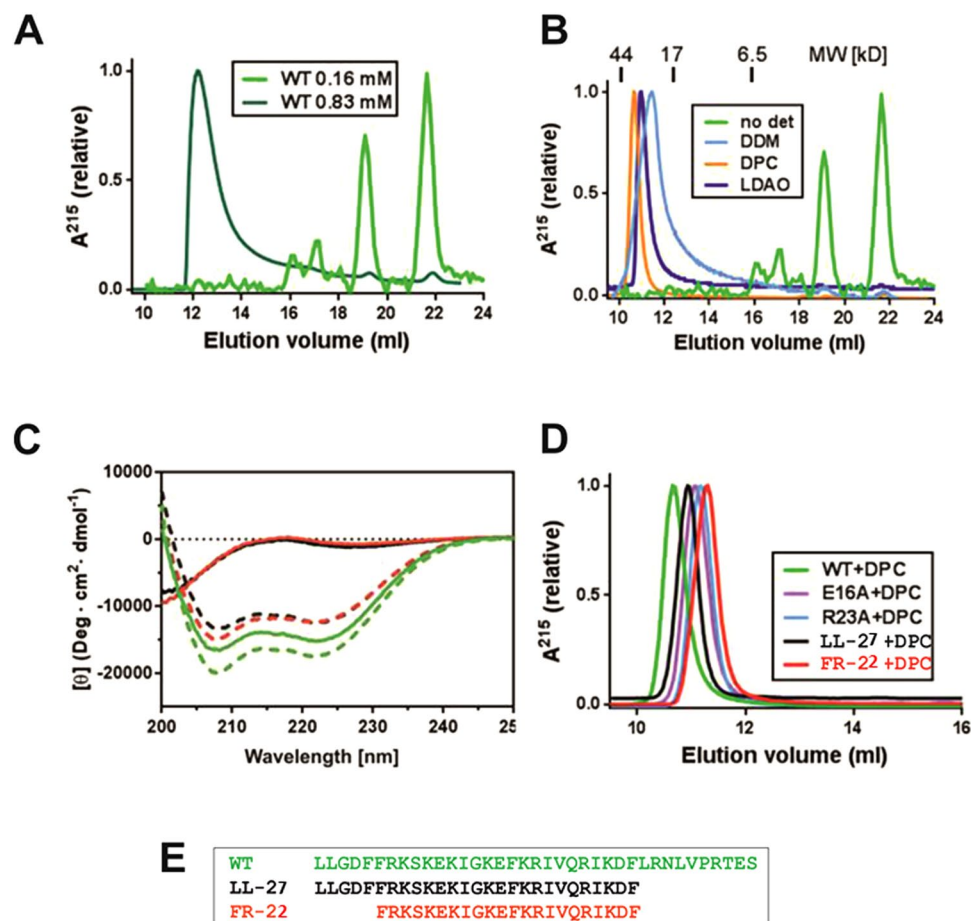 A
WT 0.16 mM
WT 0.83 mM
1.0
0.5
0.0
A²¹⁵ (relative)
10 12 14 16 18 20 22 24
Elution volume (ml)
B
44 17 6.5 MW [kD]
no det
DDM
DPC
LDAO
1.0
0.5
0.0
A²¹⁵ (relative)
10 12 14 16 18 20 22 24
Elution volume (ml)
C
10000
0
-10000
-20000
[θ] (Deg · cm²· dmol⁻¹)
200 210 220 230 240 25
Wavelength [nm]
D
1.0
0.5
0.0
A²¹⁵ (relative)
WT+DPC
E16A+DPC
R23A+DPC
LL-27 +DPC
FR-22 +DPC
10 12 14 16
Elution volume (ml)
E
WT LLGDFFRKSKEKIGKEFKRIVQRIKDFLRNLVPRTES
LL-27 LLGDFFRKSKEKIGKEFKRIVQRIKDF
FR-22 FRKSKEKIGKEFKRIVQRIKDF